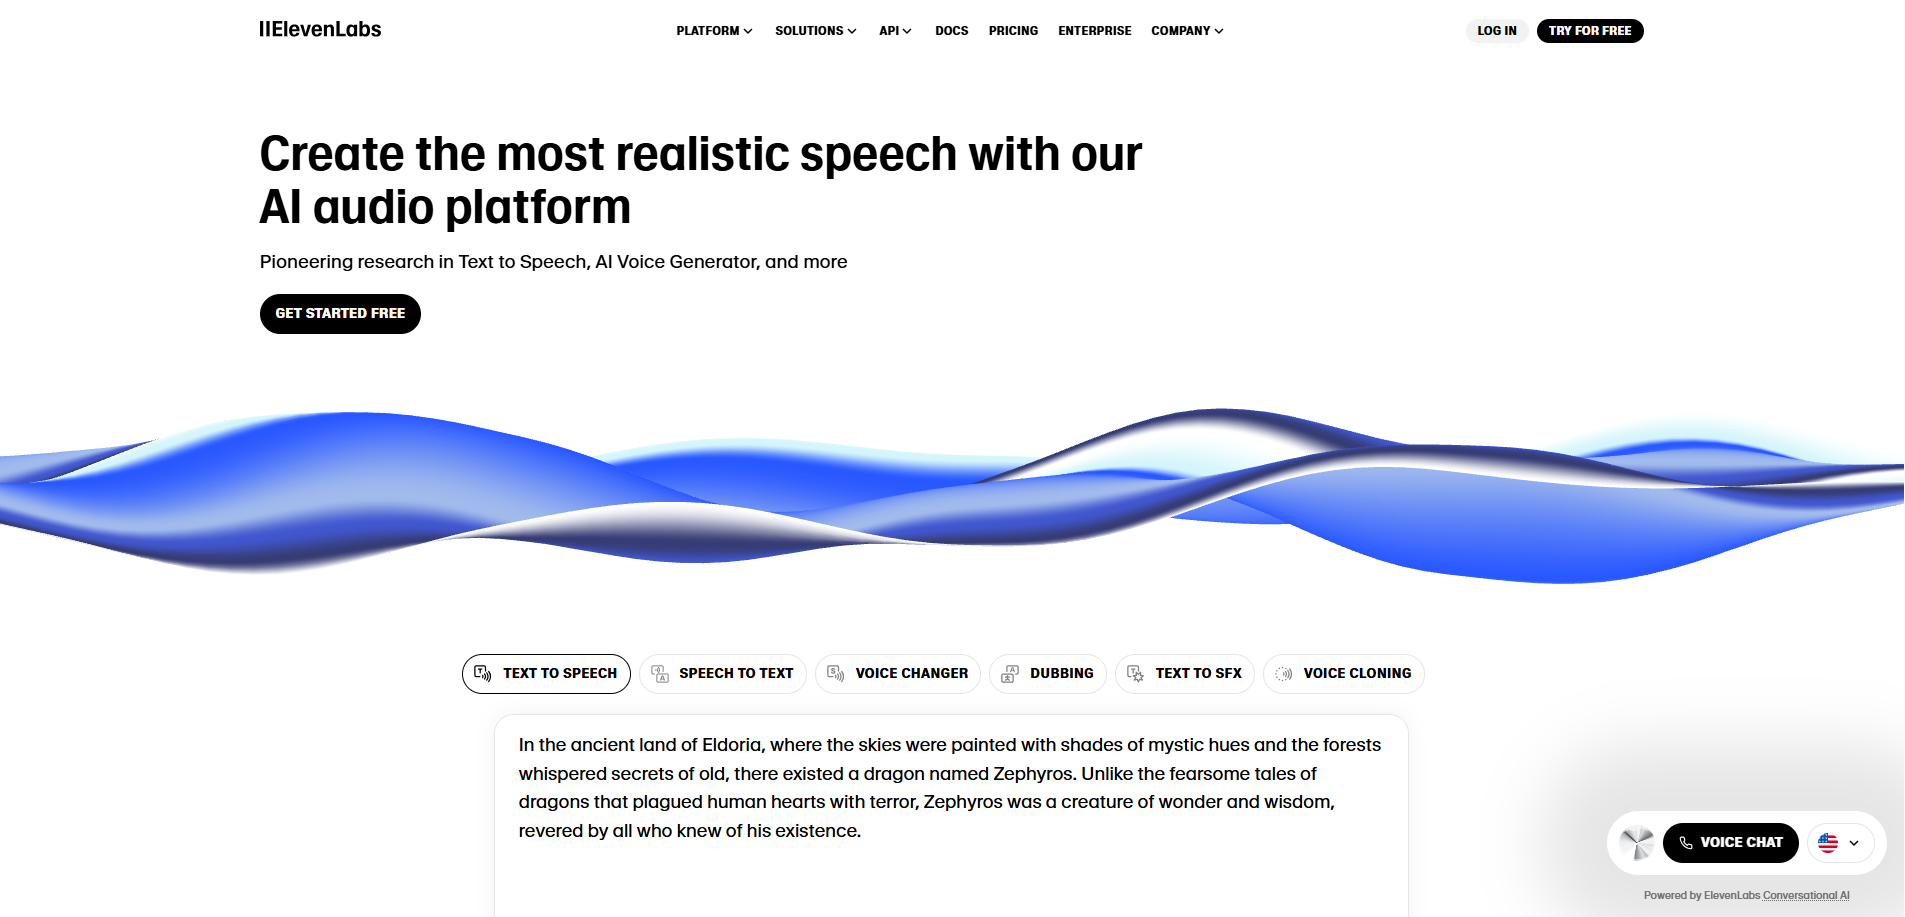 IIElevenLabs
PLATFORM
SOLUTIONS
API
DOCS
PRICING
ENTERPRISE
COMPANY
LOG IN
TRY FOR FREE
Create the most realistic speech with our
AI audio platform
Pioneering research in Text to Speech, AI Voice Generator, and more
GET STARTED FREE
TEXT TO SPEECH
SPEECH TO TEXT
VOICE CHANGER
DUBBING
TEXT TO SFX
VOICE CLONING
In the ancient land of Eldoria, where the skies were painted with shades of mystic hues and the forests
whispered secrets of old, there existed a dragon named Zephyros. Unlike the fearsome tales of
dragons that plagued human hearts with terror, Zephyros was a creature of wonder and wisdom,
revered by all who knew of his existence.
VOICE CHAT
Powered by ElevenLabs Conversational AI